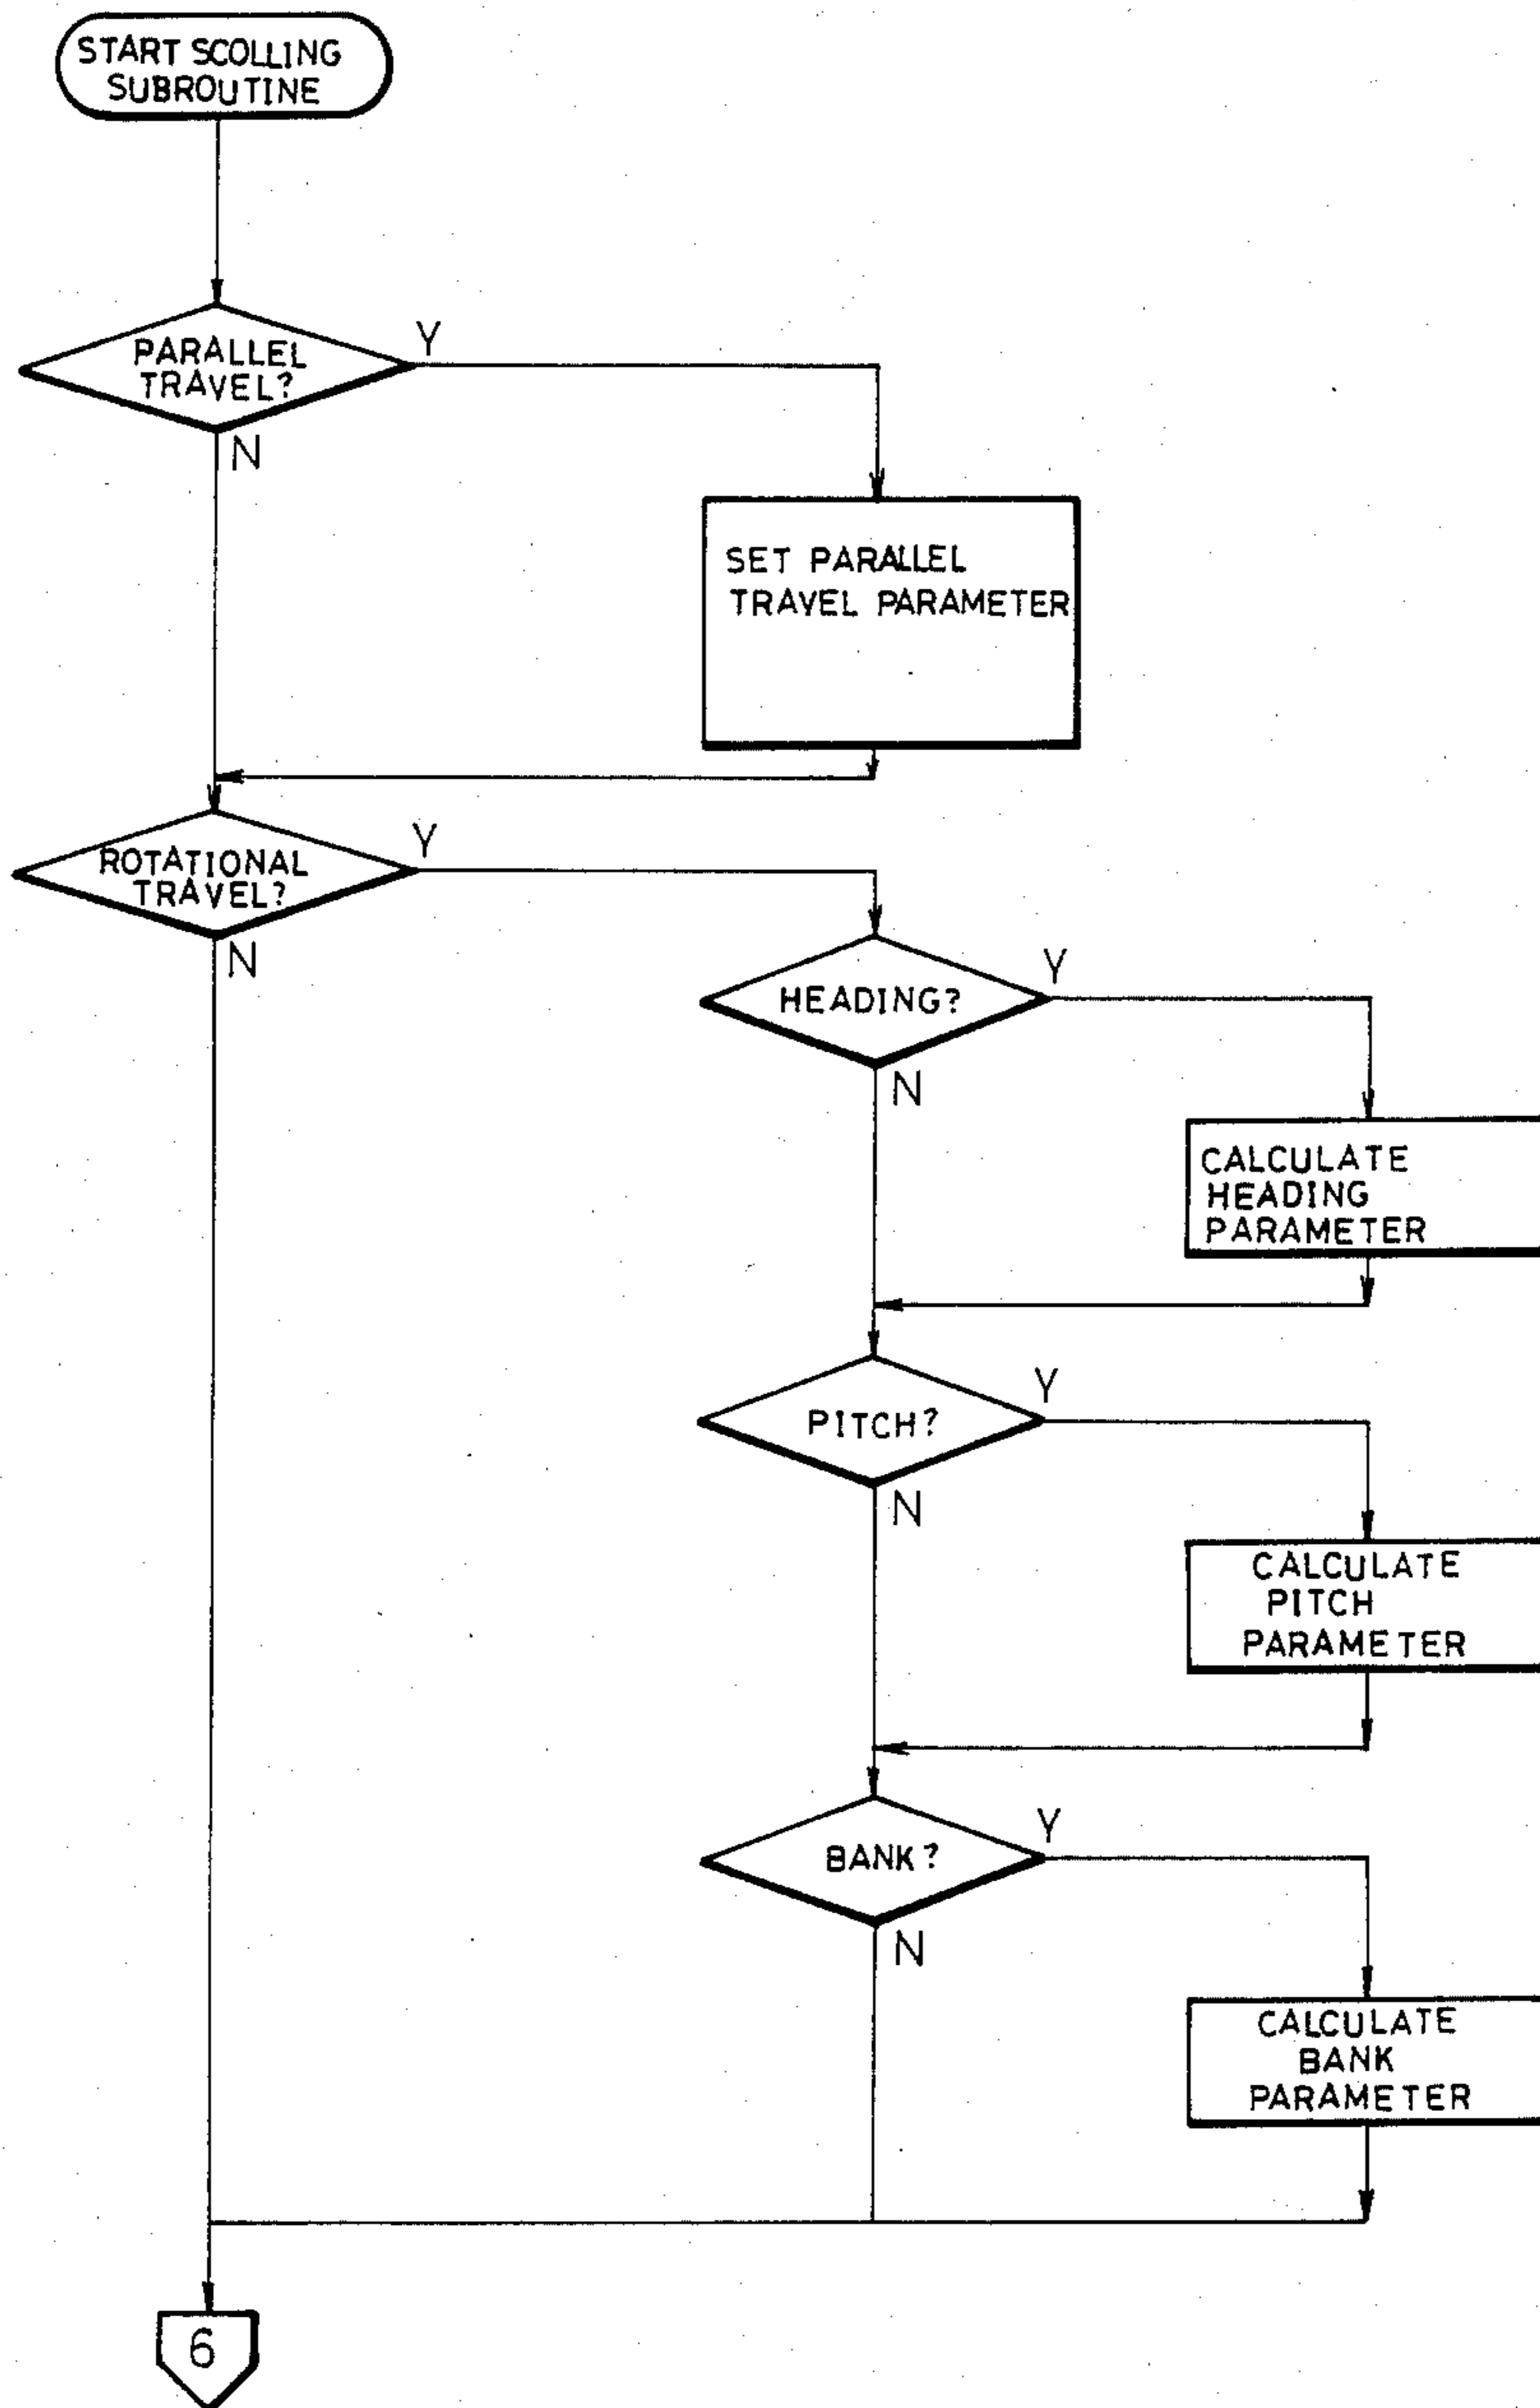 START SCOLLING
SUBROUTINE
PARALLEL
TRAVEL?
Y
N
SET PARALLEL
TRAVEL PARAMETER
ROTATIONAL
TRAVEL?
Y
N
HEADING?
Y
N
CALCULATE
HEADING
PARAMETER
PITCH?
Y
N
CALCULATE
PITCH
PARAMETER
BANK?
Y
N
CALCULATE
BANK
PARAMETER
6